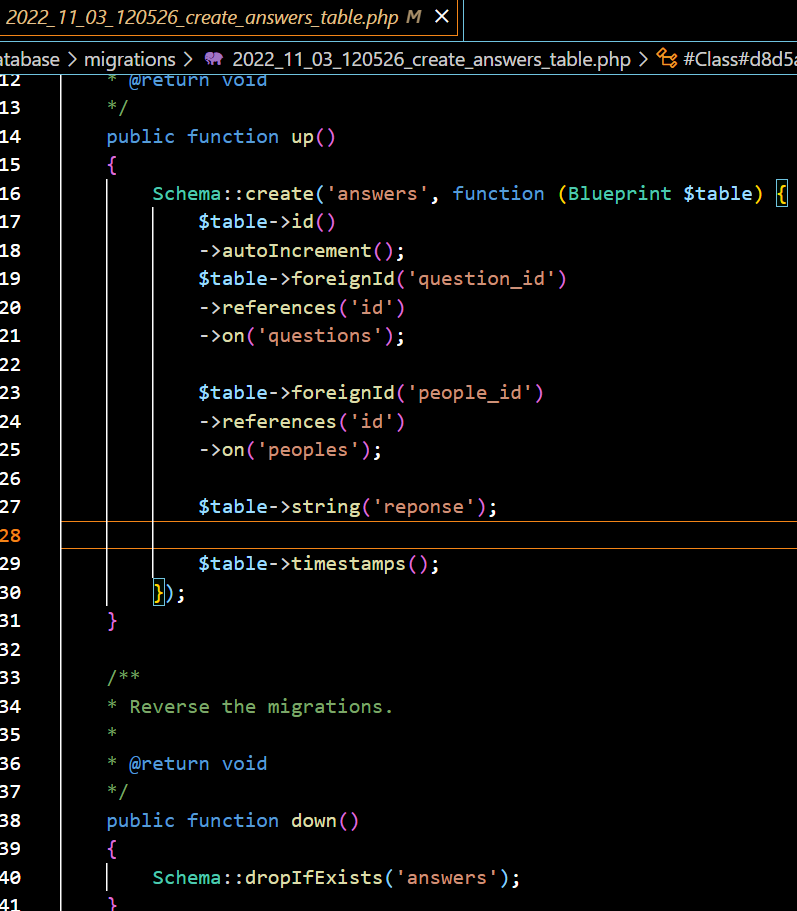 2022_11_03_120526_create_answers_table.php M ×
atabase > migrations > 2022_11_03_120526_create_answers_table.php > #Class#d8d5a
12 * @return void
13 */
14 public function up()
15 {
16 Schema::create('answers', function (Blueprint $table) {
17 $table->id()
18 ->autoIncrement();
19 $table->foreignId('question_id')
20 ->references('id')
21 ->on('questions');
22
23 $table->foreignId('people_id')
24 ->references('id')
25 ->on('peoples');
26
27 $table->string('reponse');
28
29 $table->timestamps();
30 });
31 }
32
33 /**
34 * Reverse the migrations.
35 *
36 * @return void
37 */
38 public function down()
39 {
40 Schema::dropIfExists('answers');
41 }